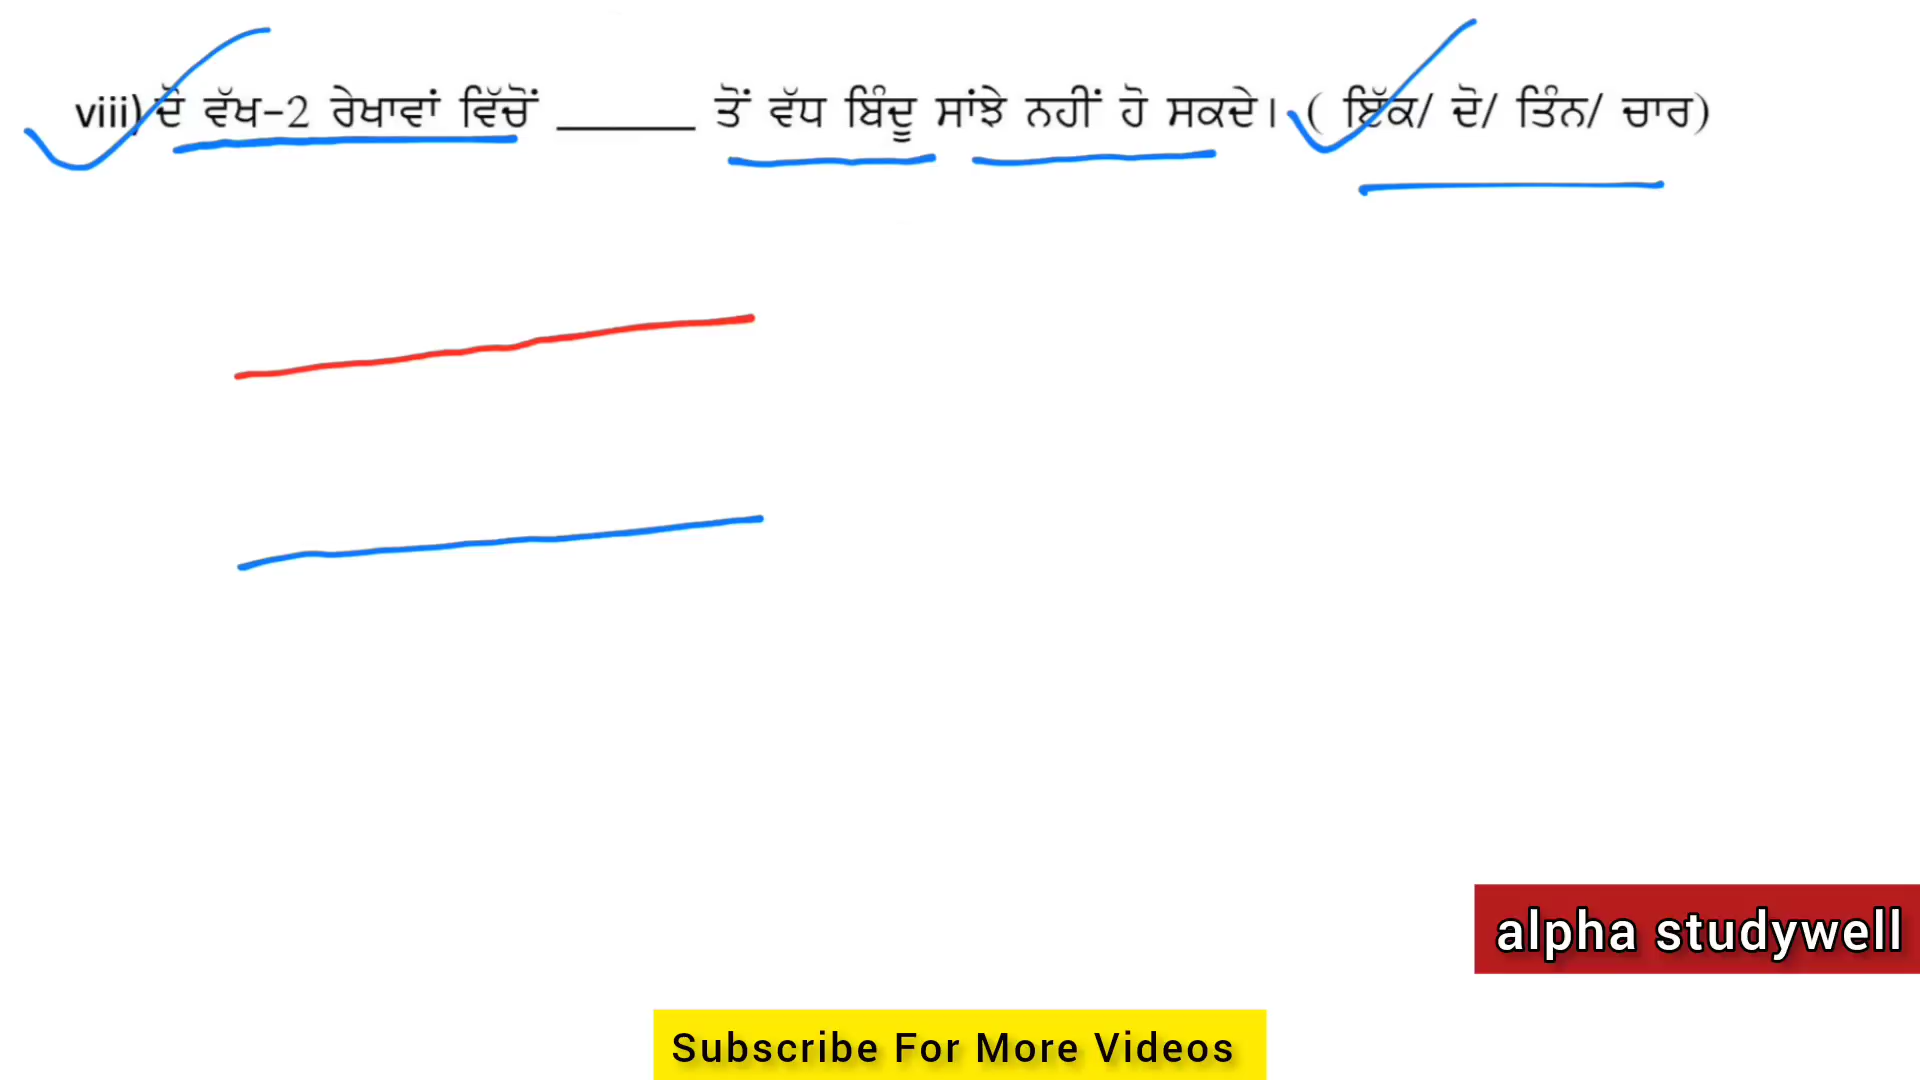 viii) ਦੋ ਵੱਖ-2 ਰੇਖਾਵਾਂ ਵਿੱਚੋਂ ______ ਤੋਂ ਵੱਧ ਬਿੰਦੂ ਸਾਂਝੇ ਨਹੀਂ ਹੋ ਸਕਦੇ। ( ਇੱਕ/ ਦੋ/ ਤਿੰਨ/ ਚਾਰ)
alpha studywell
Subscribe For More Videos